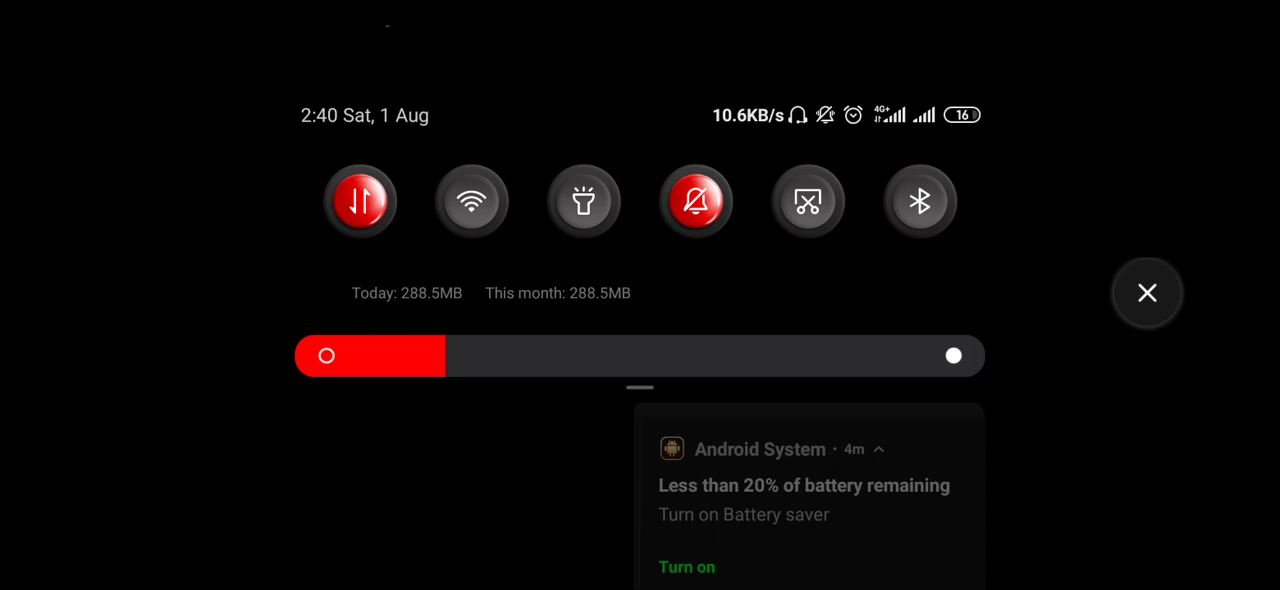 2:40 Sat, 1 Aug 10.6KB/s 4G+ 16
Today: 288.5MB This month: 288.5MB
Android System · 4m
Less than 20% of battery remaining
Turn on Battery saver
Turn on